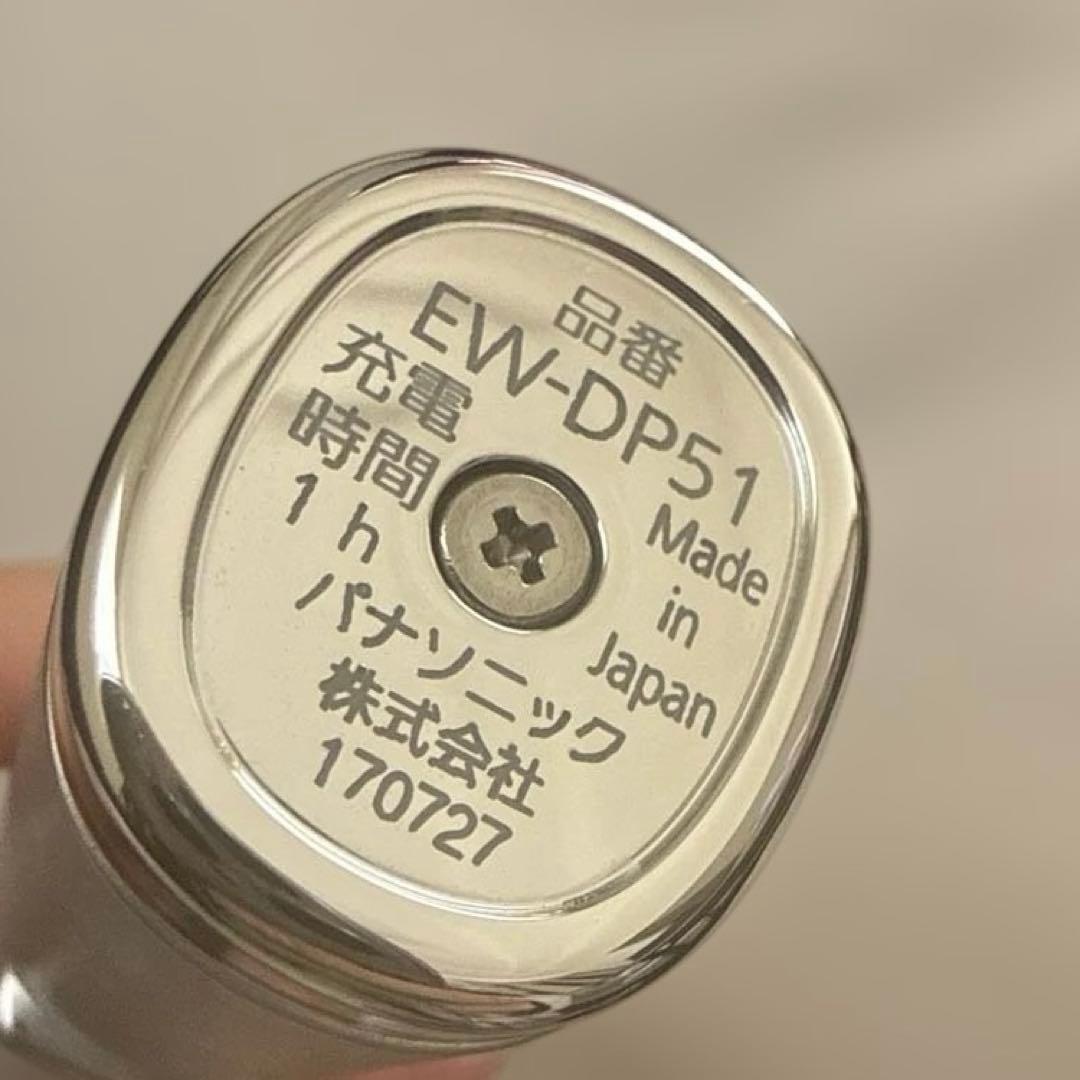 品番
EW-DP51
充電
時間
1 h
Made
in
Japan
パナソニック
株式会社
170727